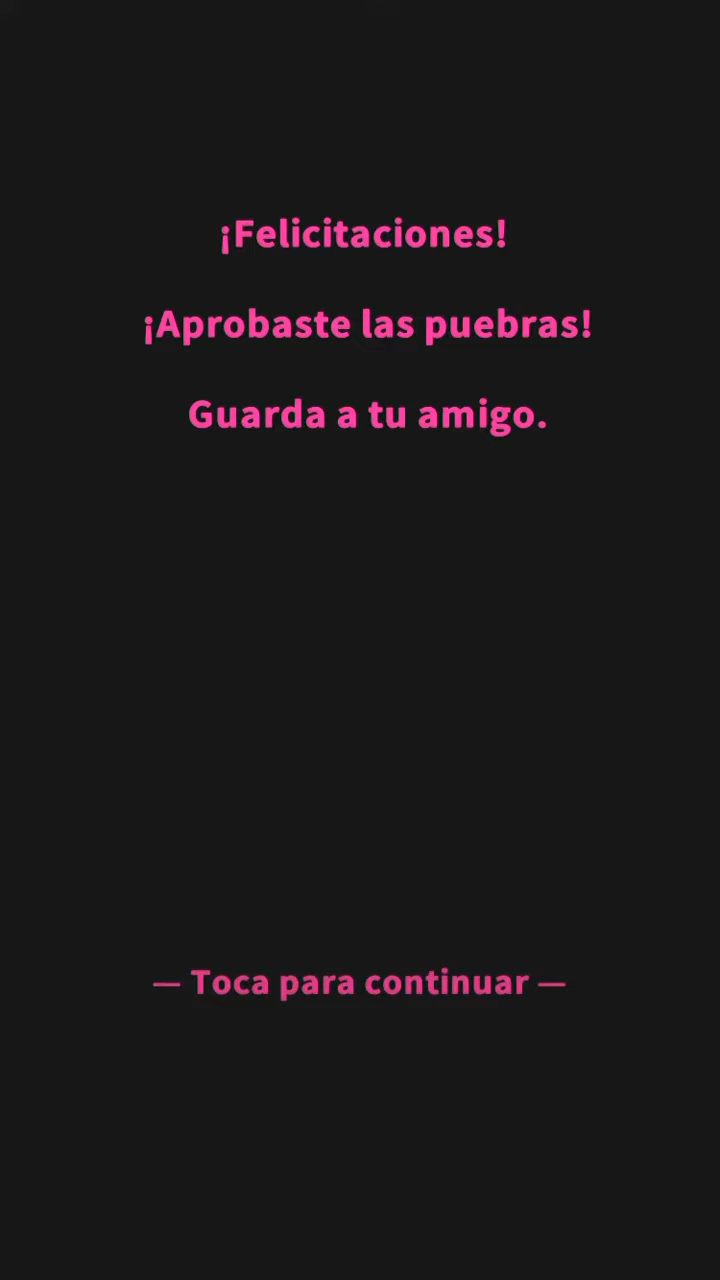 ¡Felicitaciones!
¡Aprobaste las puebras!
Guarda a tu amigo.
— Toca para continuar —